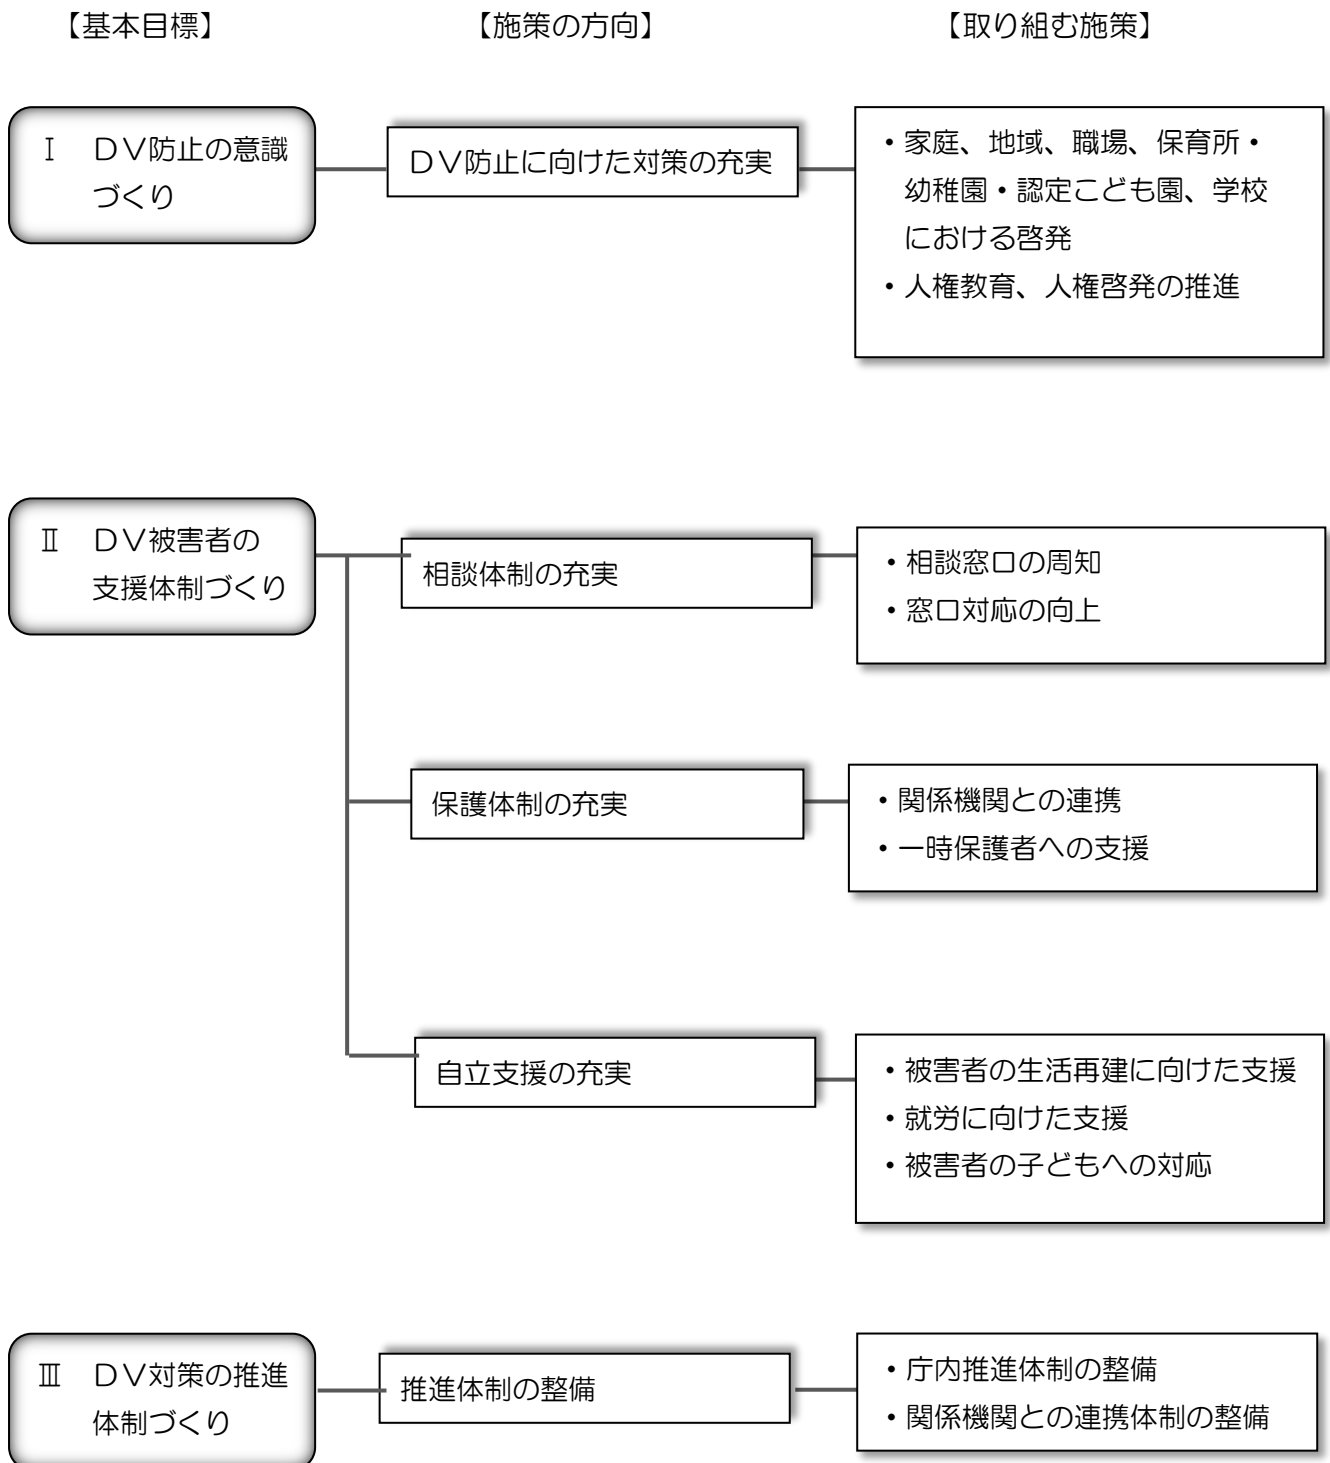 【基本目標】 【施策の方向】 【取り組む施策】
Ⅰ ＤＶ防止の意識
づくり
ＤＶ防止に向けた対策の充実
・家庭、地域、職場、保育所・
幼稚園・認定こども園、学校
における啓発
・人権教育、人権啓発の推進
Ⅱ ＤＶ被害者の
支援体制づくり
相談体制の充実
・相談窓口の周知
・窓口対応の向上
保護体制の充実
・関係機関との連携
・一時保護者への支援
自立支援の充実
・被害者の生活再建に向けた支援
・就労に向けた支援
・被害者の子どもへの対応
Ⅲ ＤＶ対策の推進
体制づくり
推進体制の整備
・庁内推進体制の整備
・関係機関との連携体制の整備